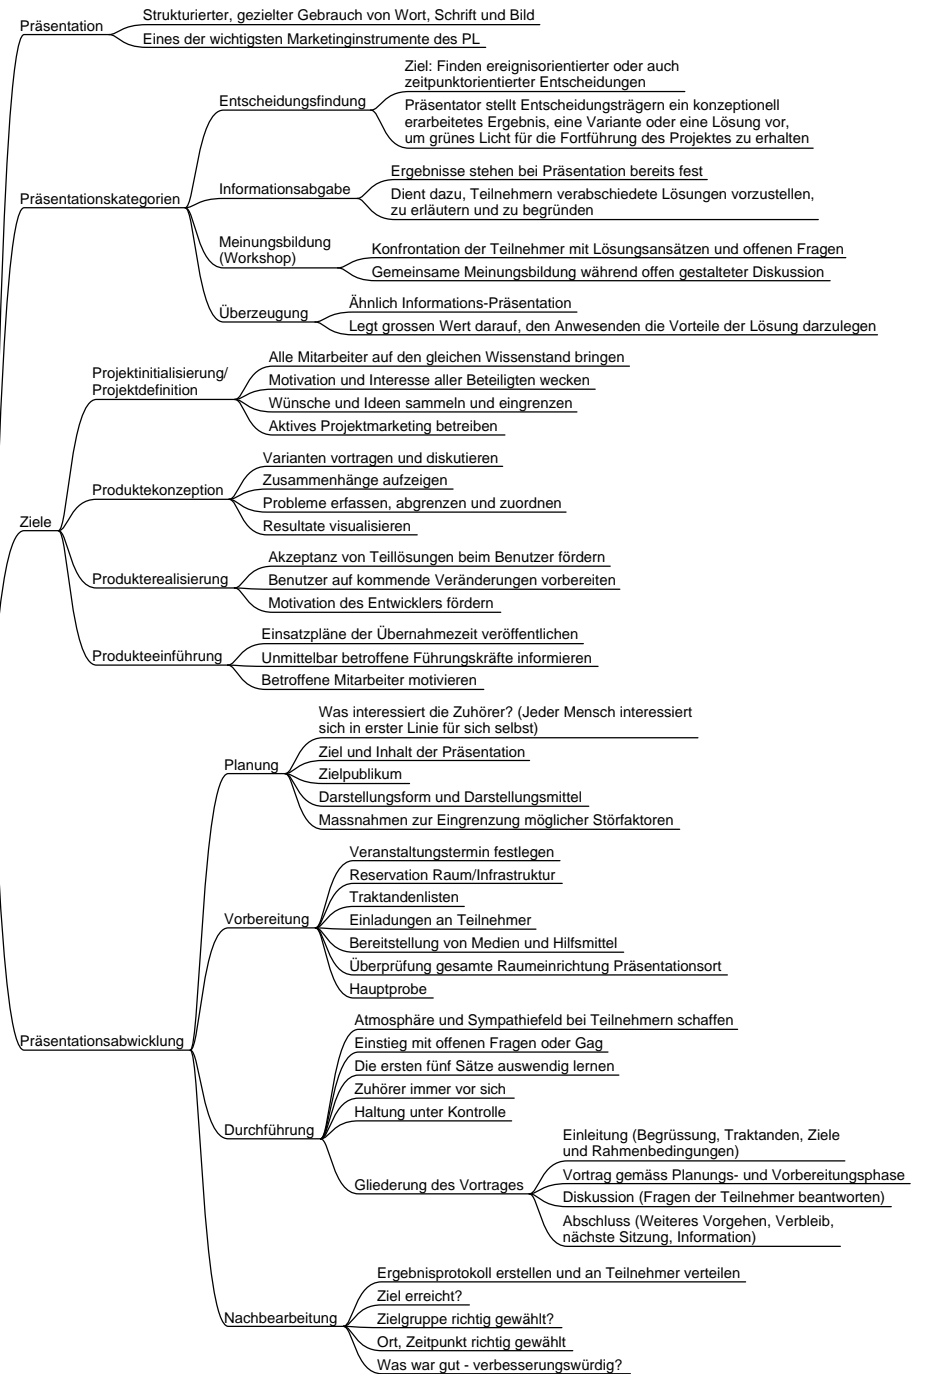 Präsentation
Strukturierter, gezielter Gebrauch von Wort, Schrift und Bild
Eines der wichtigsten Marketinginstrumente des PL
Präsentationskategorien
Entscheidungsfindung
Ziel: Finden ereignisorientierter oder auch
zeitpunktorientierter Entscheidungen
Präsentator stellt Entscheidungsträgern ein konzeptionell
erarbeitetes Ergebnis, eine Variante oder eine Lösung vor,
um grünes Licht für die Fortführung des Projektes zu erhalten
Informationsabgabe
Ergebnisse stehen bei Präsentation bereits fest
Dient dazu, Teilnehmern verabschiedete Lösungen vorzustellen,
zu erläutern und zu begründen
Meinungsbildung
(Workshop)
Konfrontation der Teilnehmer mit Lösungsansätzen und offenen Fragen
Gemeinsame Meinungsbildung während offen gestalteter Diskussion
Überzeugung
Ähnlich Informations-Präsentation
Legt grossen Wert darauf, den Anwesenden die Vorteile der Lösung darzulegen
Ziele
Projektinitialisierung/
Projektdefinition
Alle Mitarbeiter auf den gleichen Wissenstand bringen
Motivation und Interesse aller Beteiligten wecken
Wünsche und Ideen sammeln und eingrenzen
Aktives Projektmarketing betreiben
Produktekonzeption
Varianten vortragen und diskutieren
Zusammenhänge aufzeigen
Probleme erfassen, abgrenzen und zuordnen
Resultate visualisieren
Produkterealisierung
Akzeptanz von Teillösungen beim Benutzer fördern
Benutzer auf kommende Veränderungen vorbereiten
Motivation des Entwicklers fördern
Produkteeinführung
Einsatzpläne der Übernahmezeit veröffentlichen
Unmittelbar betroffene Führungskräfte informieren
Betroffene Mitarbeiter motivieren
Präsentationsabwicklung
Planung
Was interessiert die Zuhörer? (Jeder Mensch interessiert
sich in erster Linie für sich selbst)
Ziel und Inhalt der Präsentation
Zielpublikum
Darstellungsform und Darstellungsmittel
Massnahmen zur Eingrenzung möglicher Störfaktoren
Vorbereitung
Veranstaltungstermin festlegen
Reservation Raum/Infrastruktur
Traktandenlisten
Einladungen an Teilnehmer
Bereitstellung von Medien und Hilfsmittel
Überprüfung gesamte Raumeinrichtung Präsentationsort
Hauptprobe
Durchführung
Atmosphäre und Sympathiefeld bei Teilnehmern schaffen
Einstieg mit offenen Fragen oder Gag
Die ersten fünf Sätze auswendig lernen
Zuhörer immer vor sich
Haltung unter Kontrolle
Gliederung des Vortrages
Einleitung (Begrüssung, Traktanden, Ziele
und Rahmenbedingungen)
Vortrag gemäss Planungs- und Vorbereitungsphase
Diskussion (Fragen der Teilnehmer beantworten)
Abschluss (Weiteres Vorgehen, Verbleib,
nächste Sitzung, Information)
Nachbearbeitung
Ergebnisprotokoll erstellen und an Teilnehmer verteilen
Ziel erreicht?
Zielgruppe richtig gewählt?
Ort, Zeitpunkt richtig gewählt
Was war gut - verbesserungswürdig?